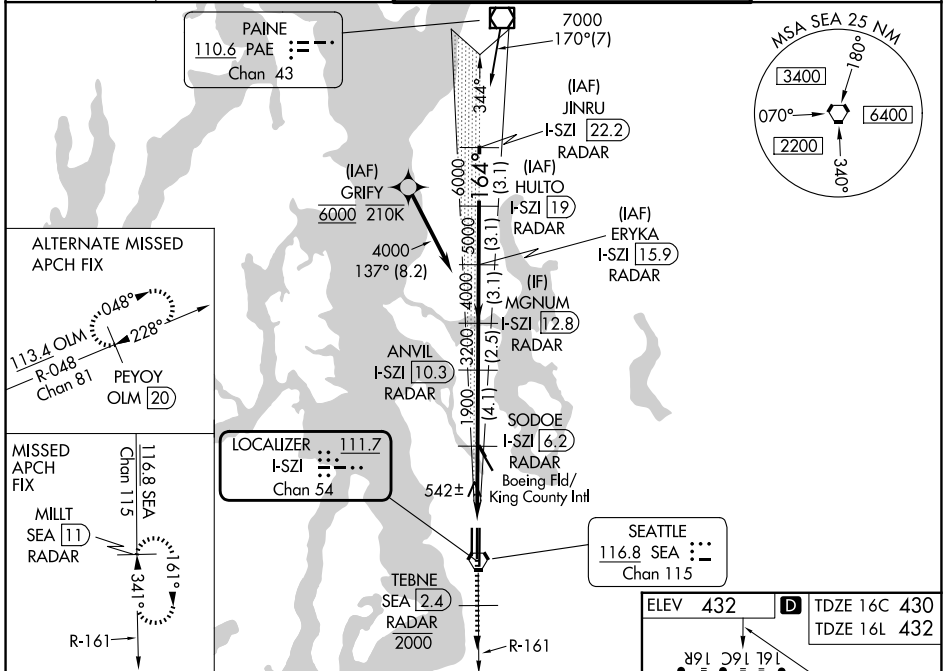 PAINE
110.6 PAE
Chan 43
7000
170°(7)
344°
MSA SEA 25 NM
180°
3400
070°
6400
2200
340°
(IAF)
JINRU
I-SZI 22.2
RADAR
6000
164°
(3.1)
(IAF)
HULTO
I-SZI 19
RADAR
(IAF)
GRIFY
6000 210K
4000
137° (8.2)
5000
(3.1)
(IAF)
ERYKA
I-SZI 15.9
RADAR
4000
(3.1)
(IF)
MGNUM
I-SZI 12.8
RADAR
3200
(2.5)
ANVIL
I-SZI 10.3
RADAR
1900
(4.1)
SODOE
I-SZI 6.2
RADAR
Boeing Fld/
King County Intl
542±
ALTERNATE MISSED
APCH FIX
048°
228°
113.4 OLM
R-048
Chan 81
PEYOY
OLM 20
LOCALIZER 111.7
I-SZI
Chan 54
MISSED
APCH
FIX
116.8 SEA
Chan 115
MILLT
SEA 11
RADAR
161°
341°
R-161
SEATTLE
116.8 SEA
Chan 115
TEBNE
SEA 2.4
RADAR
2000
R-161
ELEV 432
D
TDZE 16C 430
TDZE 16L 432
16R
16C
16L